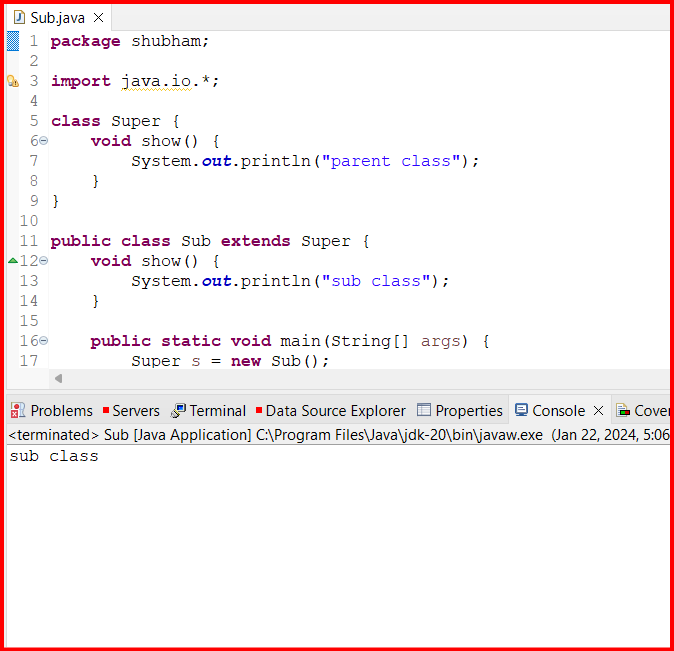 Sub.java
1 package shubham;
2
3 import java.io.*;
4
5 class Super {
6 void show() {
7 System.out.println("parent class");
8 }
9 }
10
11 public class Sub extends Super {
12 void show() {
13 System.out.println("sub class");
14 }
15
16 public static void main(String[] args) {
17 Super s = new Sub();
Problems Servers Terminal Data Source Explorer Properties Console Cover
<terminated> Sub [Java Application] C:\Program Files\Java\jdk-20\bin\javaw.exe (Jan 22, 2024, 5:06
sub class